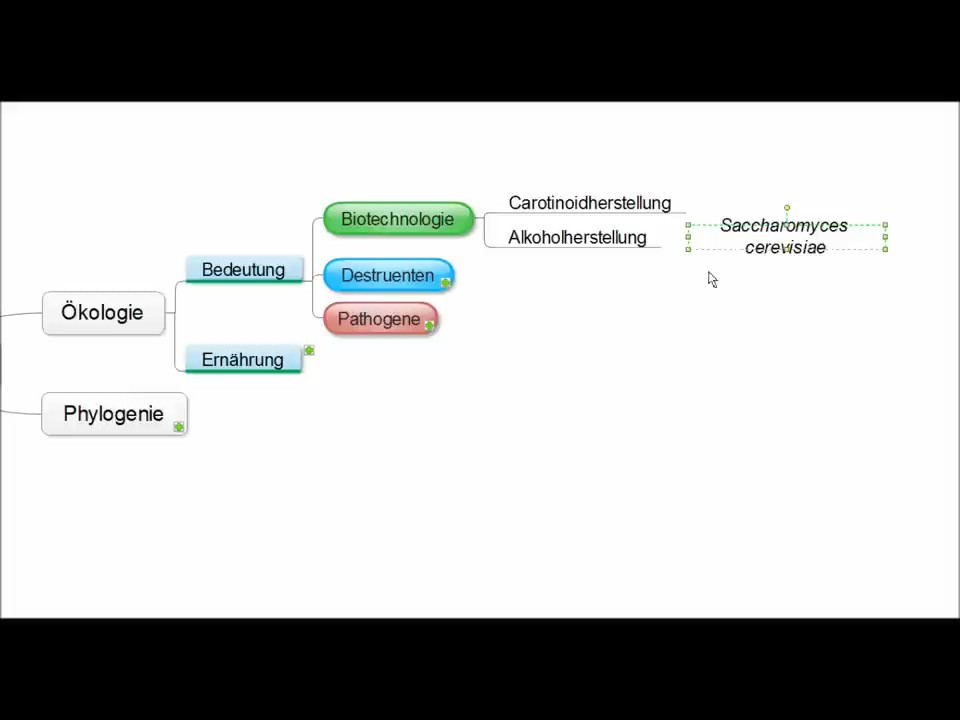 Ökologie
Bedeutung
Biotechnologie
Carotinoidherstellung
Alkoholherstellung
Saccharomyces
cerevisiae
Destruenten
Pathogene
Ernährung
Phylogenie